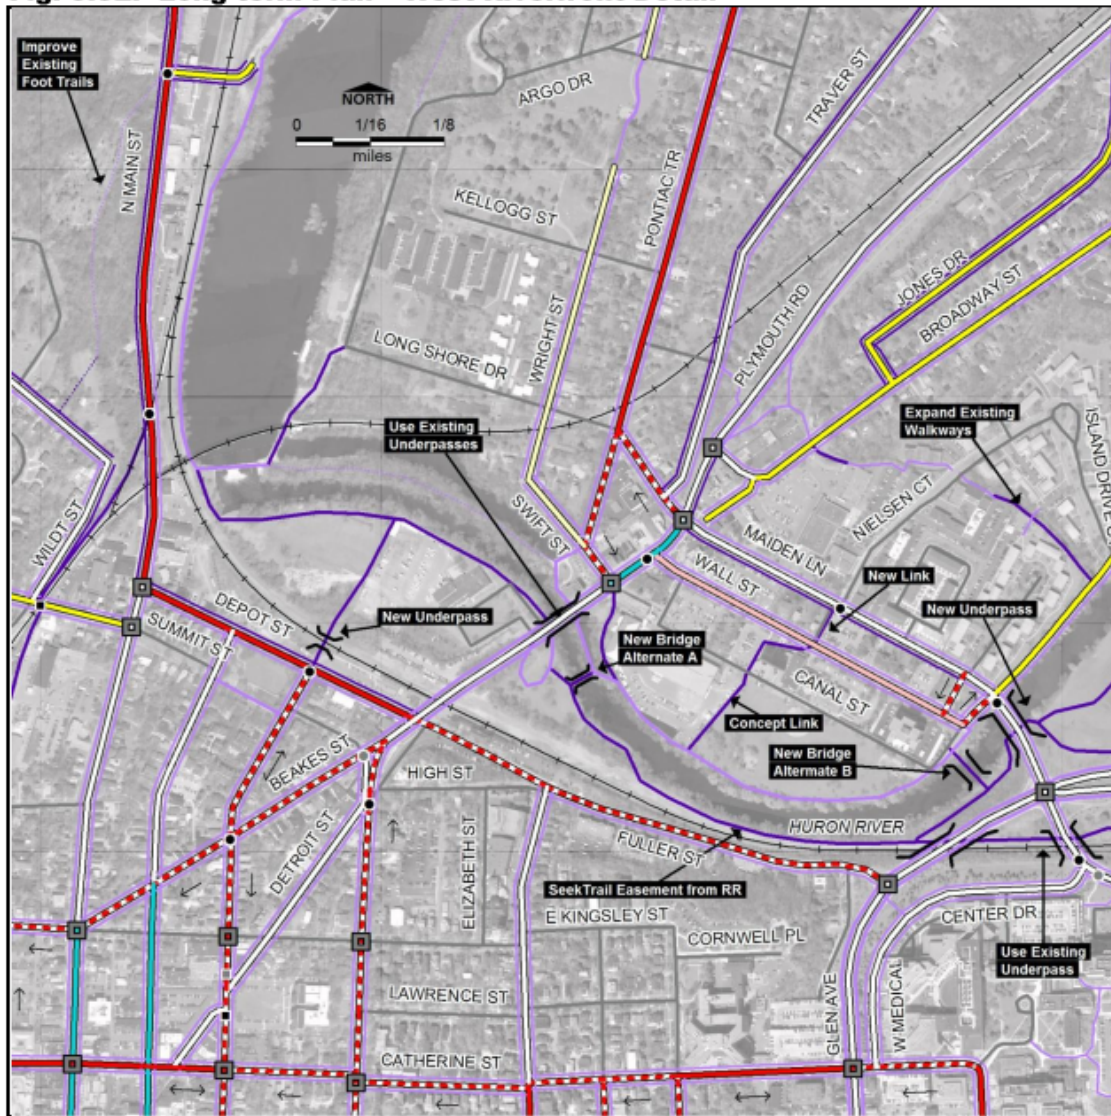 Improve
Existing
Foot Trails
NORTH
0 1/16 1/8
miles
ARGO DR
TRAVER ST
N MAIN ST
KELLOGG ST
PONTIAC TR
JONES DR
BROADWAY ST
PLYMOUTH RD
WRIGHT ST
LONG SHORE DR
Use Existing
Underpasses
Expand Existing
Walkways
ISLAND DRIVE
NIELSEN CT
WILDT ST
SWIFT ST
MAIDEN LN
WALL ST
New Link
New Underpass
DEPOT ST
SUMMIT ST
New Underpass
New Bridge
Alternate A
CANAL ST
Concept Link
New Bridge
Alternate B
BEAKES ST
HIGH ST
HURON RIVER
DETROIT ST
ELIZABETH ST
FULLER ST
SeekTrail Easement from RR
E KINGSLEY ST
CENTER DR
CORNWELL PL
Use Existing
Underpass
LAWRENCE ST
GLEN AVE
W MEDICAL
CATHERINE ST